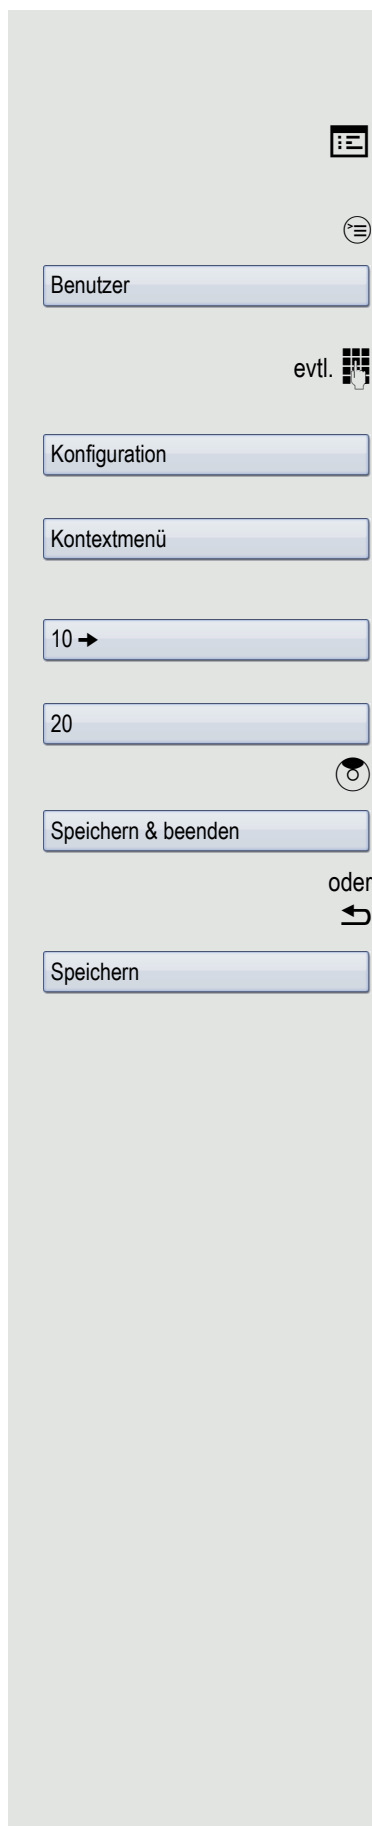 Benutzer
evtl.
Konfiguration
Kontextmenü
10 →
20
Speichern & beenden
oder
Speichern